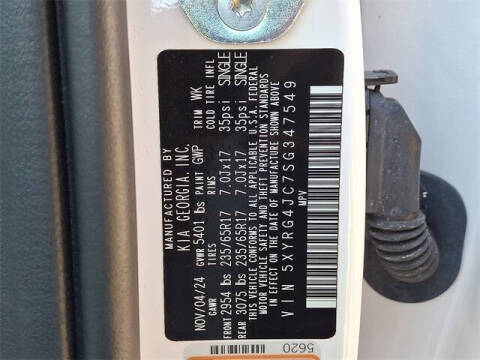 MANUFACTURED BY
KIA GEORGIA, INC.
NOV/04/24 GVWR 5401 lbs PAINT GWP TRIM WK
GAWR TIRES RIMS COLD TIRE INFL
FRONT 2954 lbs 235/65R17 7.0Jx17 35psi SINGLE
REAR 3075 lbs 235/65R17 7.0Jx17 35psi SINGLE
THIS VEHICLE CONFORMS TO ALL APPLICABLE U.S.A. FEDERAL
MOTOR VEHICLE SAFETY AND THEFT PREVENTION STANDARDS
IN EFFECT ON THE DATE OF MANUFACTURE SHOWN ABOVE.
VIN 5XYRG4JC7SG347549
MPV
5620